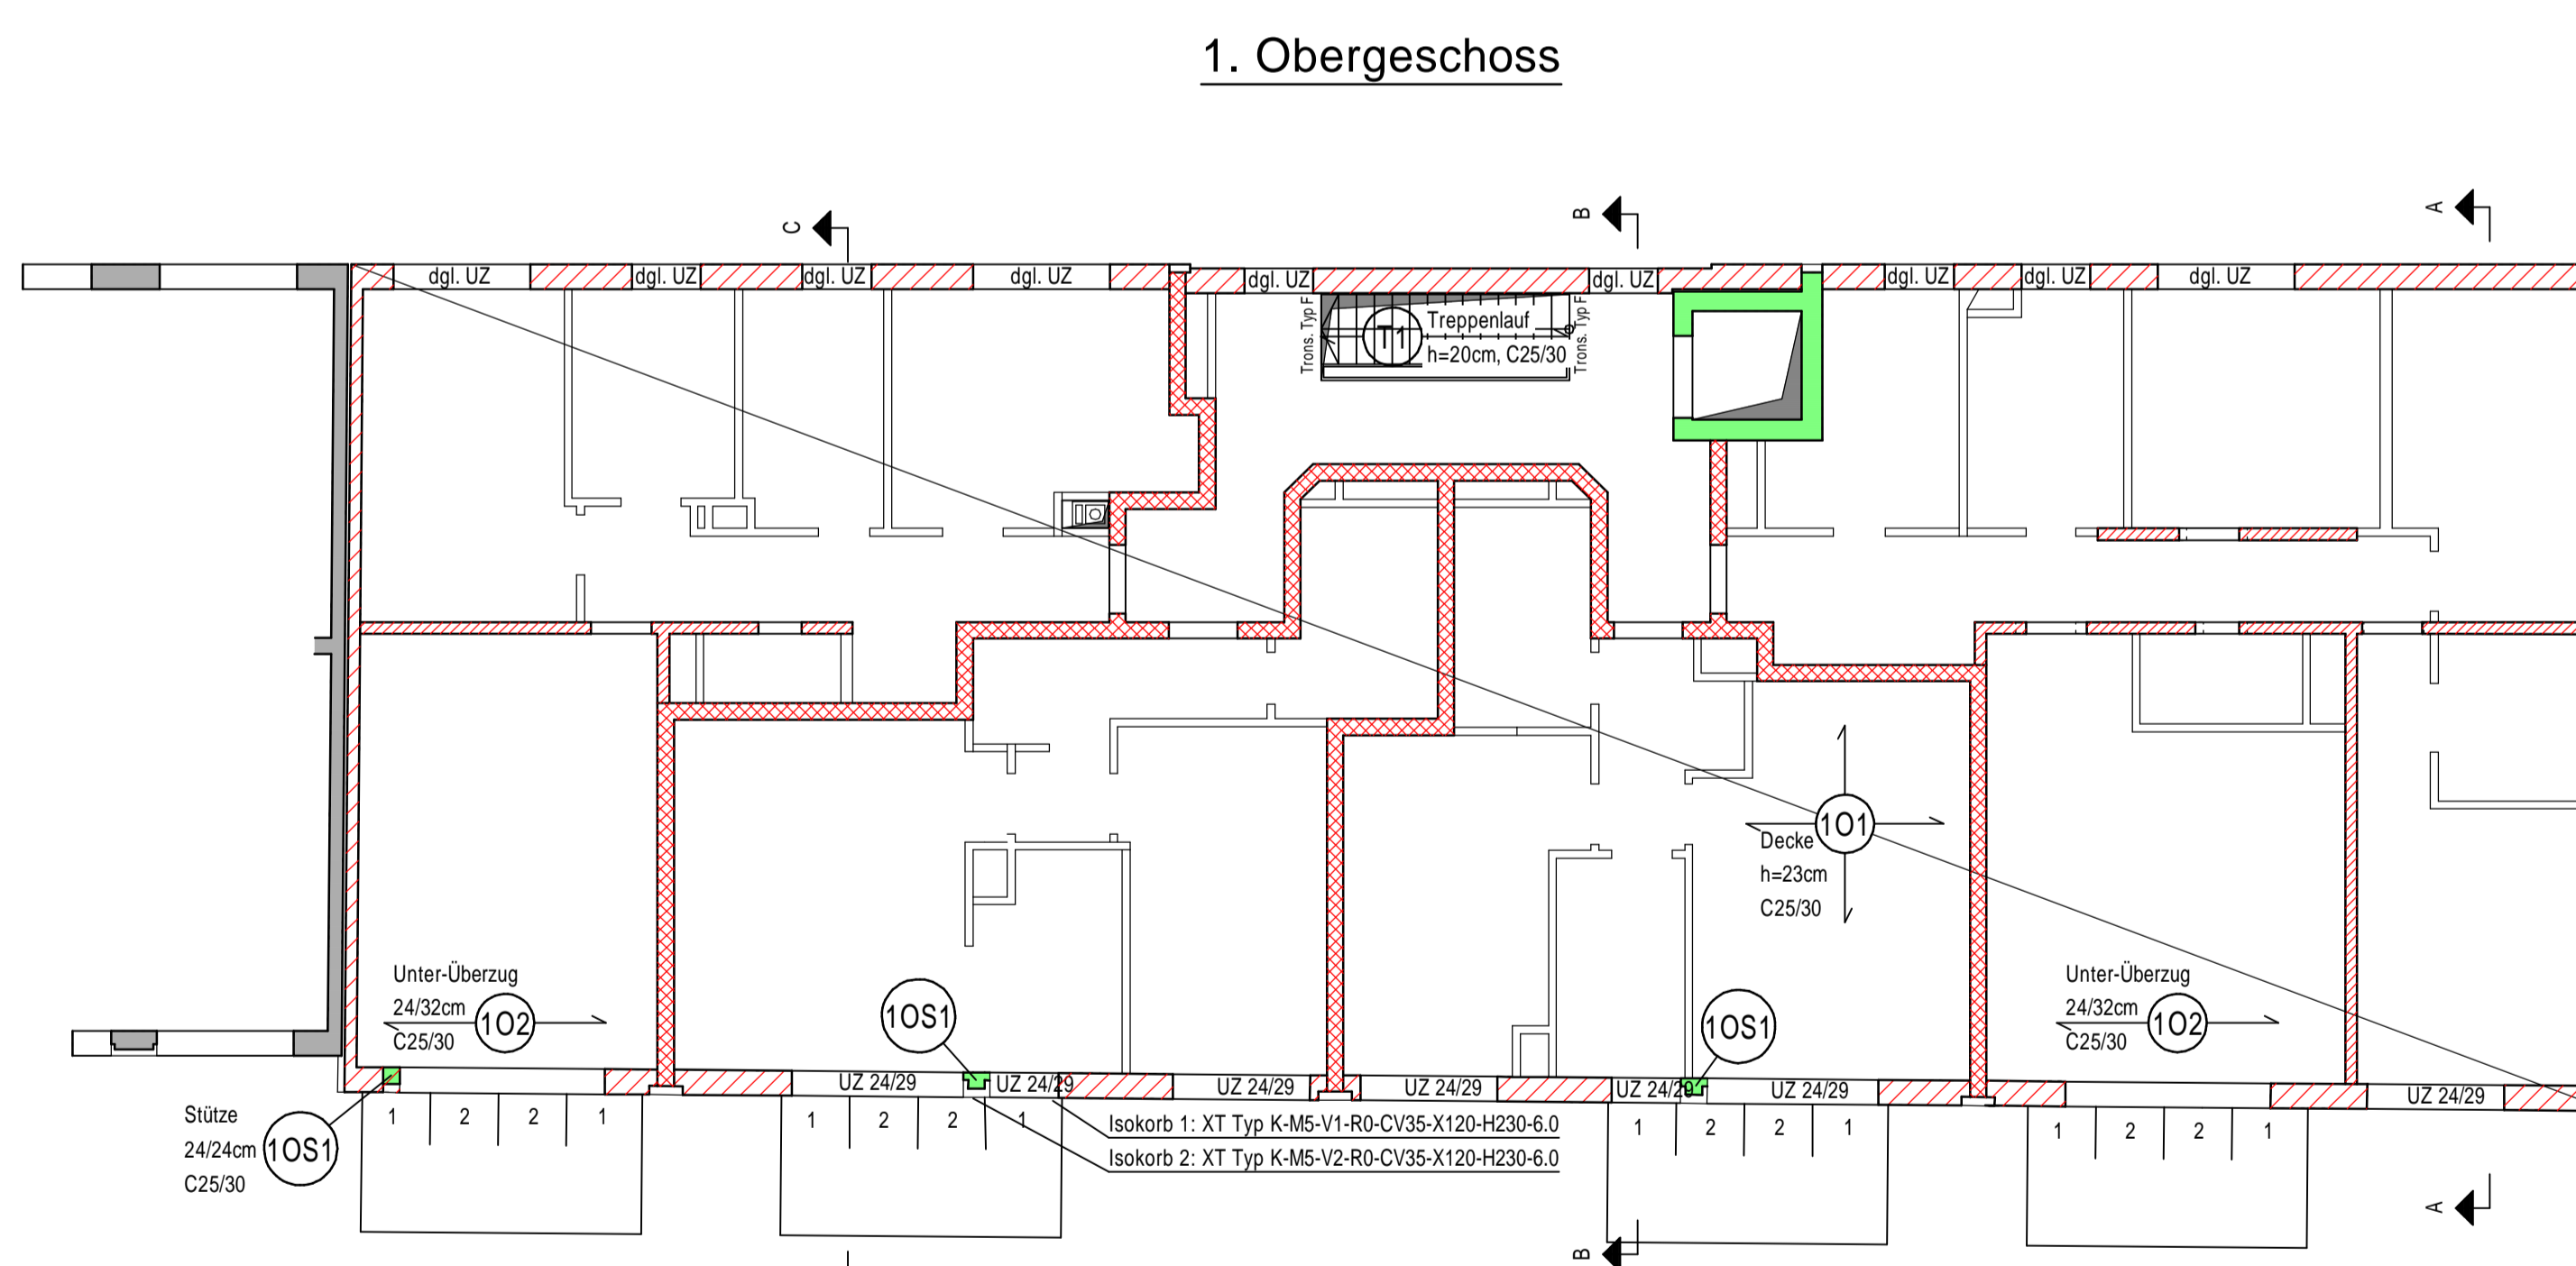 1. Obergeschoss
C
B
A
dgl. UZ
dgl. UZ
dgl. UZ
dgl. UZ
dgl. UZ
dgl. UZ
dgl. UZ
dgl. UZ
dgl. UZ
Trons. Typ F
T1
Treppenlauf
h=20cm, C25/30
Trons. Typ F
1O1
Decke
h=23cm
C25/30
Unter-Überzug
24/32cm
C25/30
1O2
1OS1
1OS1
Unter-Überzug
24/32cm
C25/30
1O2
UZ 24/29
UZ 24/29
UZ 24/29
UZ 24/29
UZ 24/29
UZ 24/29
UZ 24/29
Stütze
24/24cm
C25/30
1OS1
1
2
2
1
1
2
2
1
Isokorb 1: XT Typ K-M5-V1-R0-CV35-X120-H230-6.0
Isokorb 2: XT Typ K-M5-V2-R0-CV35-X120-H230-6.0
1
2
2
1
1
2
2
1
A
B